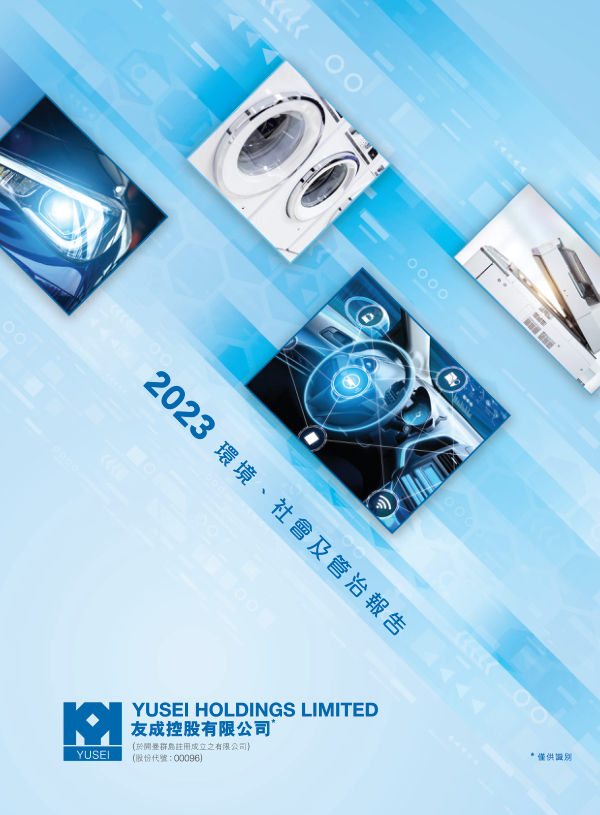 2023 環境、社會及管治報告
YUSEI HOLDINGS LIMITED
友成控股有限公司*
(於開曼群島註冊成立之有限公司)
(股份代號：00096)
YUSEI
* 僅供識別